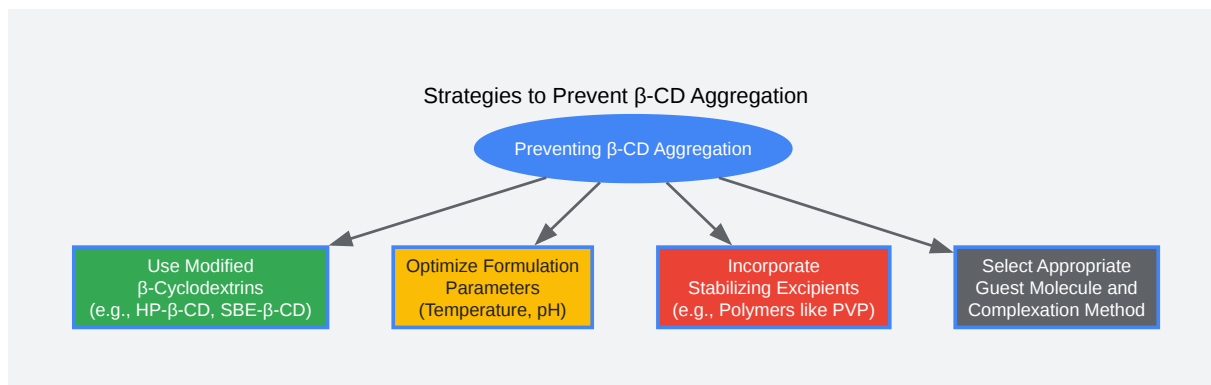 Strategies to Prevent β-CD Aggregation
Preventing β-CD Aggregation
Use Modified
β-Cyclodextrins
(e.g., HP-β-CD, SBE-β-CD)
Optimize Formulation
Parameters
(Temperature, pH)
Incorporate
Stabilizing Excipients
(e.g., Polymers like PVP)
Select Appropriate
Guest Molecule and
Complexation Method